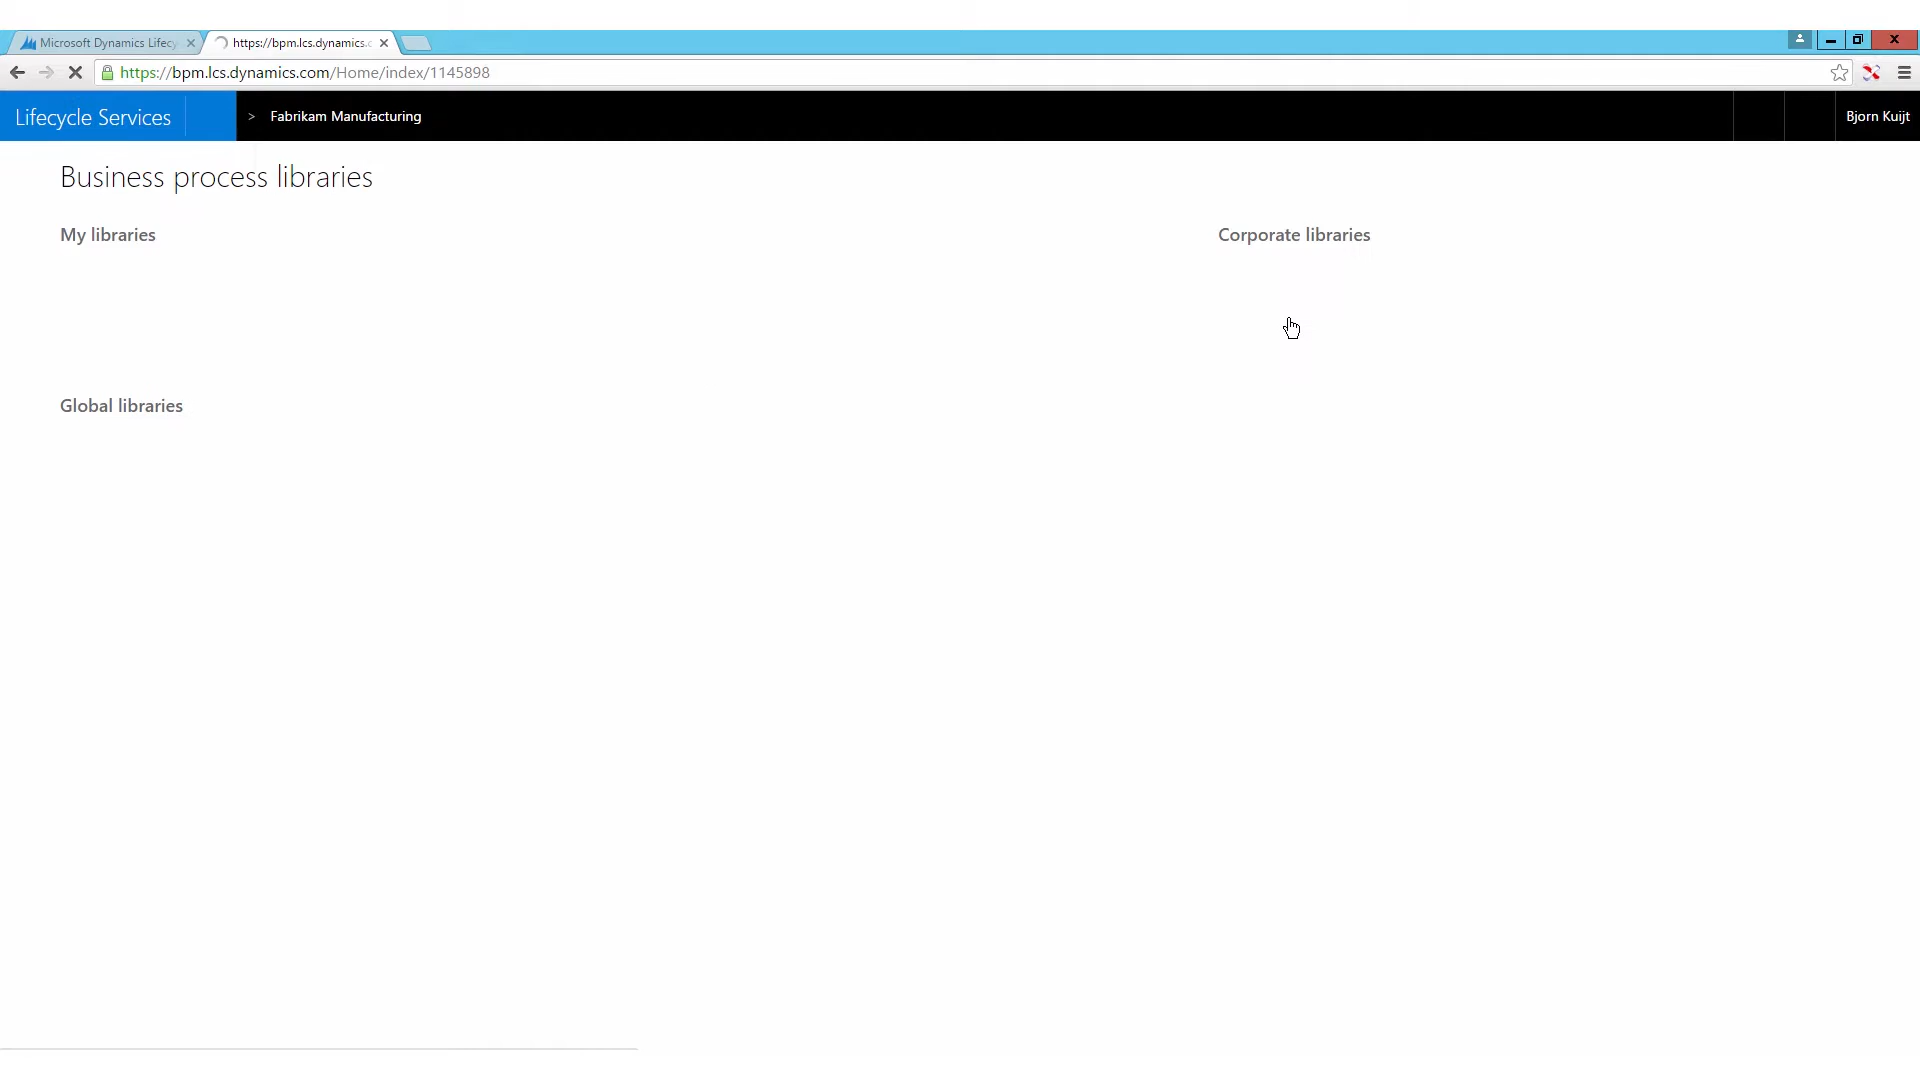 Microsoft Dynamics Lifecy
https://bpm.lcs.dynamics.c
https://bpm.lcs.dynamics.com/Home/index/1145898
Lifecycle Services > Fabrikam Manufacturing
Bjorn Kuijt
Business process libraries
My libraries
Corporate libraries
Global libraries